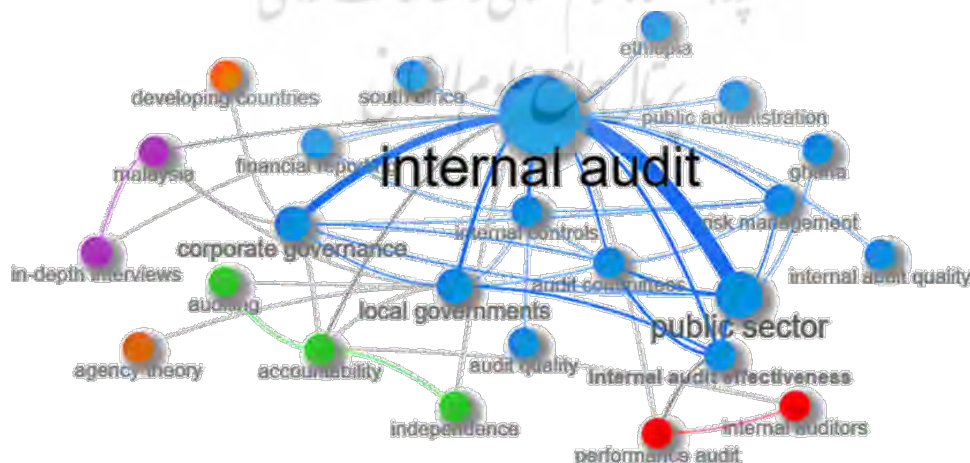 ethiopia
developing countries
south africa
public administration
malaysia
financial repo
internal audit
ghana
corporate governance
internal controls
risk management
in-depth interviews
audit committees
internal audit quality
auditing
local governments
public sector
agency theory
accountability
audit quality
internal audit effectiveness
independence
internal auditors
performance audit